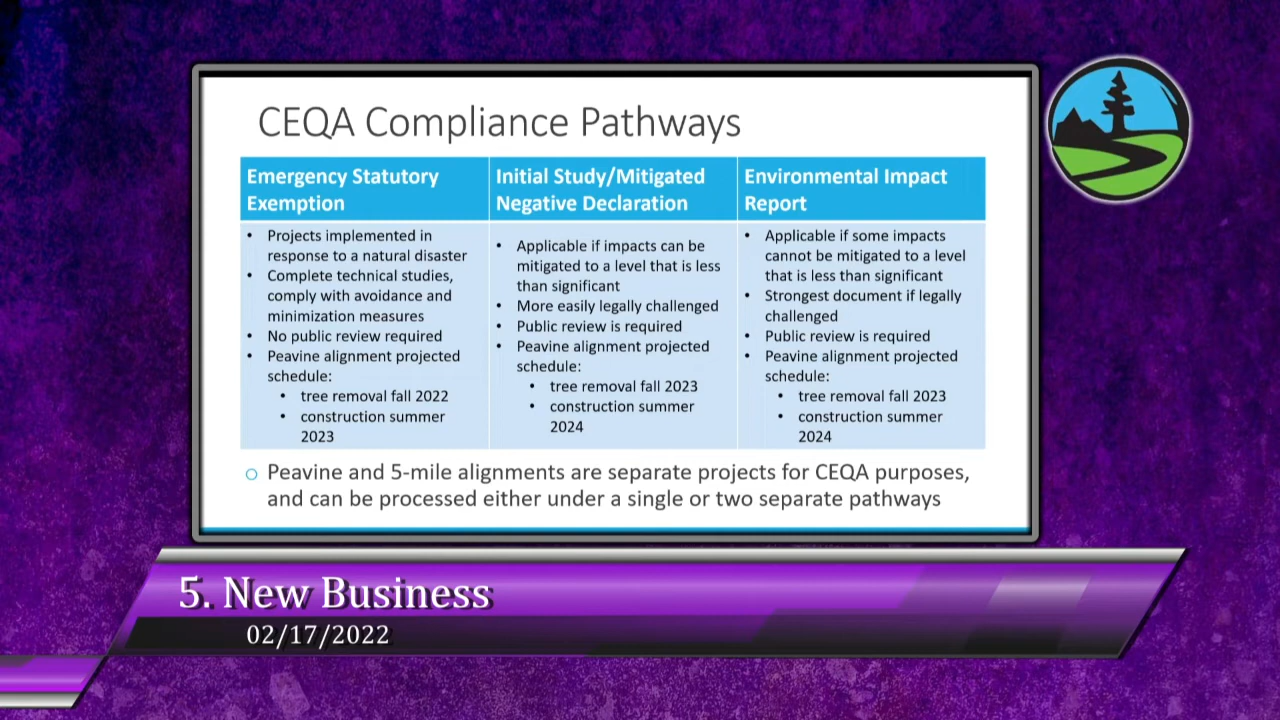 CEQA Compliance Pathways
Emergency Statutory
Exemption
• Projects implemented in
response to a natural disaster
• Complete technical studies,
comply with avoidance and
minimization measures
• No public review required
• Peavine alignment projected
schedule:
• tree removal fall 2022
• construction summer
2023
Initial Study/Mitigated
Negative Declaration
• Applicable if impacts can be
mitigated to a level that is less
than significant
• More easily legally challenged
• Public review is required
• Peavine alignment projected
schedule:
• tree removal fall 2023
• construction summer
2024
Environmental Impact
Report
• Applicable if some impacts
cannot be mitigated to a level
that is less than significant
• Strongest document if legally
challenged
• Public review is required
• Peavine alignment projected
schedule:
• tree removal fall 2023
• construction summer
2024
○ Peavine and 5-mile alignments are separate projects for CEQA purposes,
and can be processed either under a single or two separate pathways
5. New Business
02/17/2022